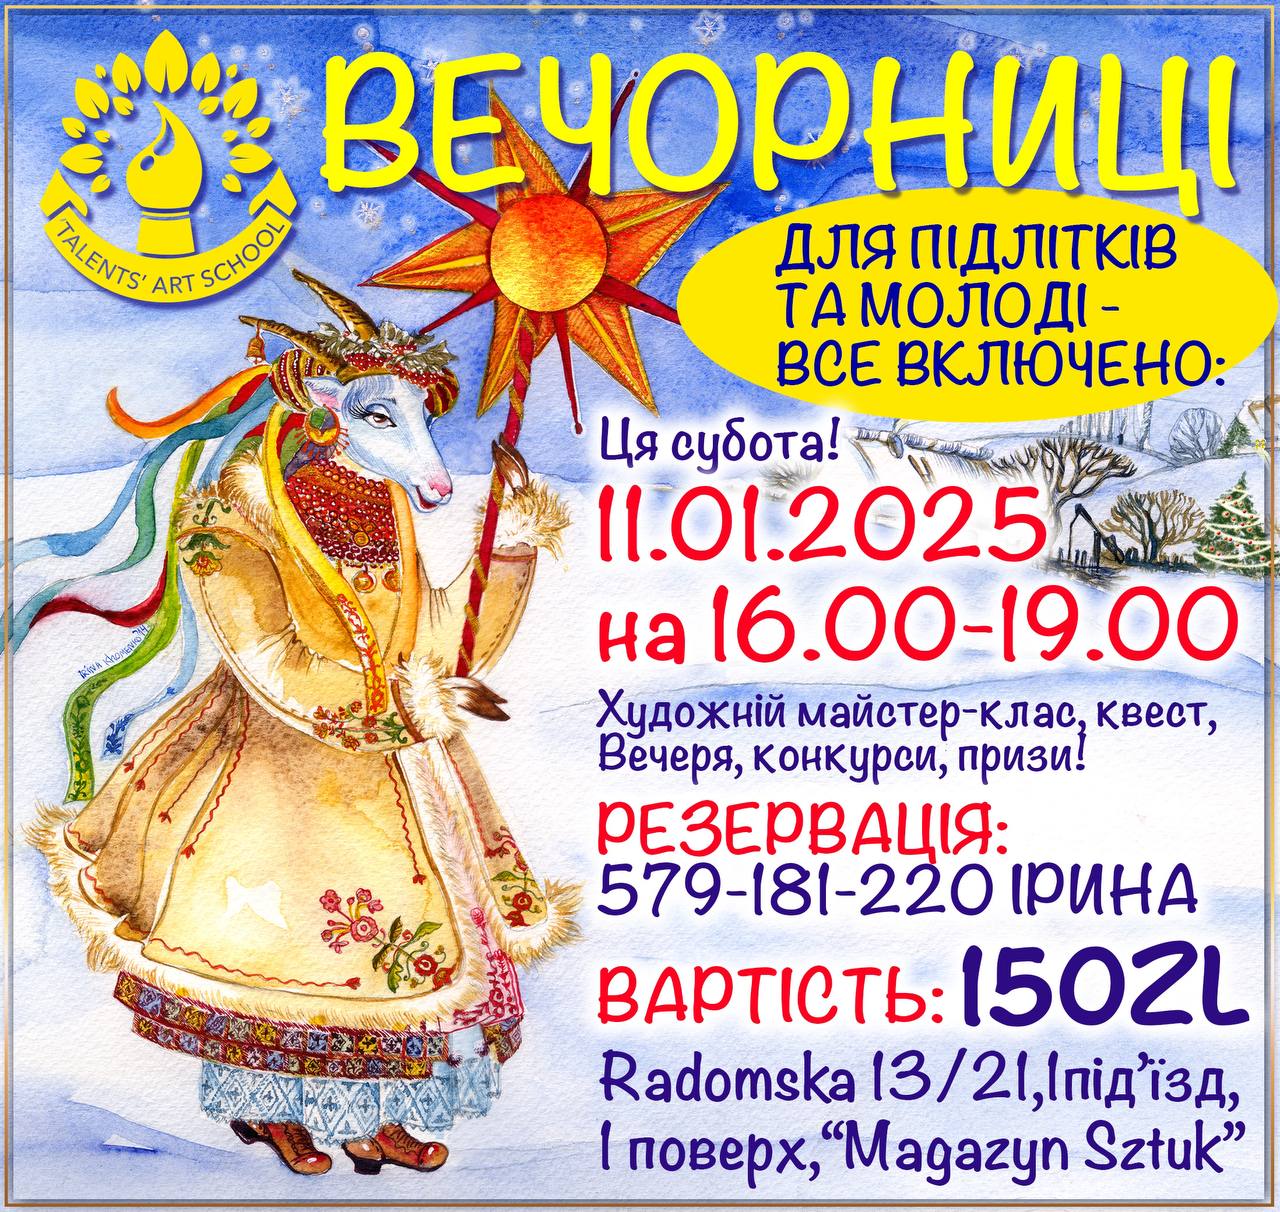 ВЕЧОРНИЦІ
TALENTS' ART SCHOOL
ДЛЯ ПІДЛІТКІВ
ТА МОЛОДІ -
ВСЕ ВКЛЮЧЕНО:
Ця субота!
11.01.2025
на 16.00-19.00
Художній майстер-клас, квест,
Вечеря, конкурси, призи!
РЕЗЕРВАЦІЯ:
579-181-220 ІРИНА
ВАРТІСТЬ: 150ZL
Radomska 13/21, 1під'їзд,
1 поверх, “Magazyn Sztuk”